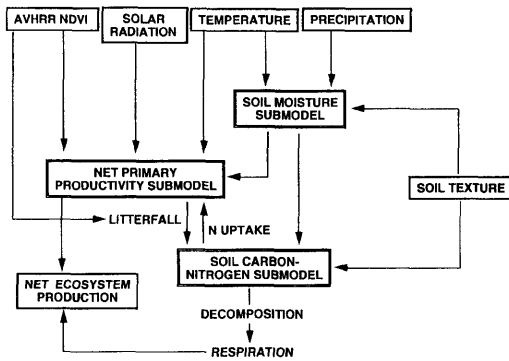 AVHRR NDVI
SOLAR
RADIATION
TEMPERATURE
PRECIPITATION
SOIL MOISTURE
SUBMODEL
NET PRIMARY
PRODUCTIVITY SUBMODEL
SOIL TEXTURE
LITTERFALL
N UPTAKE
SOIL CARBON-
NITROGEN SUBMODEL
NET ECOSYSTEM
PRODUCTION
DECOMPOSITION
RESPIRATION